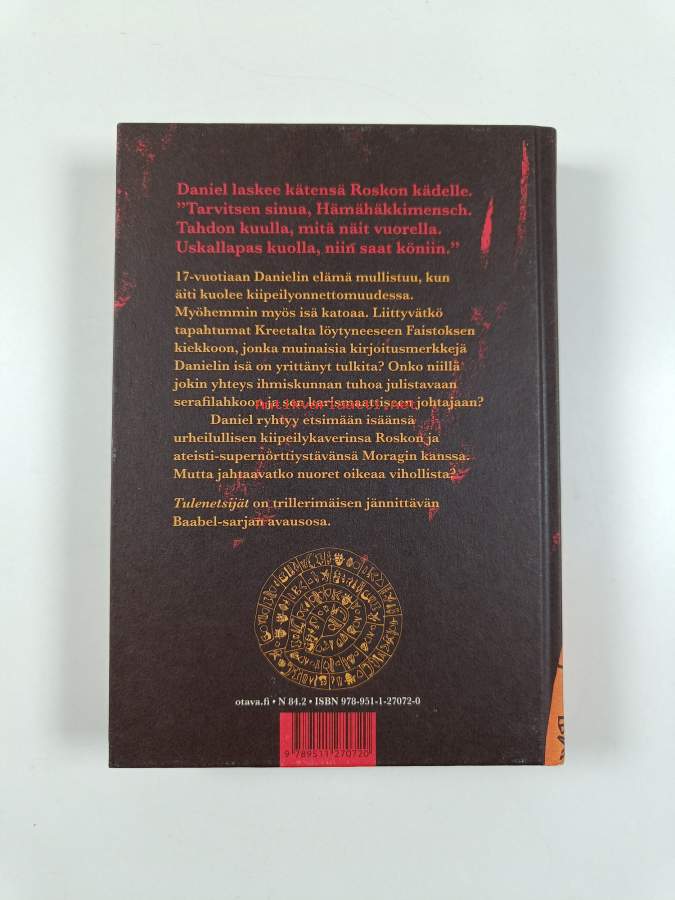 Daniel laskee kätensä Roskon kädelle.
”Tarvitsen sinua, Hämähäkkimensch.
Tahdon kuulla, mitä näit vuorella.
Uskallapas kuolla, niin saat köniin.”
17-vuotiaan Danielin elämä mullistuu, kun
äiti kuolee kiipeilyonnettomuudessa.
Myöhemmin myös isä katoaa. Liittyvätkö
tapahtumat Kreetalta löytyneeseen Faistoksen
kiekkoon, jonka muinaisia kirjoitusmerkkejä
Danielin isä on yrittänyt tulkita? Onko niillä
jokin yhteys ihmiskunnan tuhoa julistavaan
serafilahkoon ja sen karismaattiseen johtajaan?
Daniel ryhtyy etsimään isäänsä
urheilullisen kiipeilykaverinsa Roskon ja
ateisti-supernörttiystävänsä Moragin kanssa.
Mutta jahtaavatko nuoret oikeaa vihollista?
Tulenetsijät on trillerimäisen jännittävän
Baabel-sarjan avausosa.
otava.fi • N 84.2 • ISBN 978-951-1-27072-0
9 789511 270720